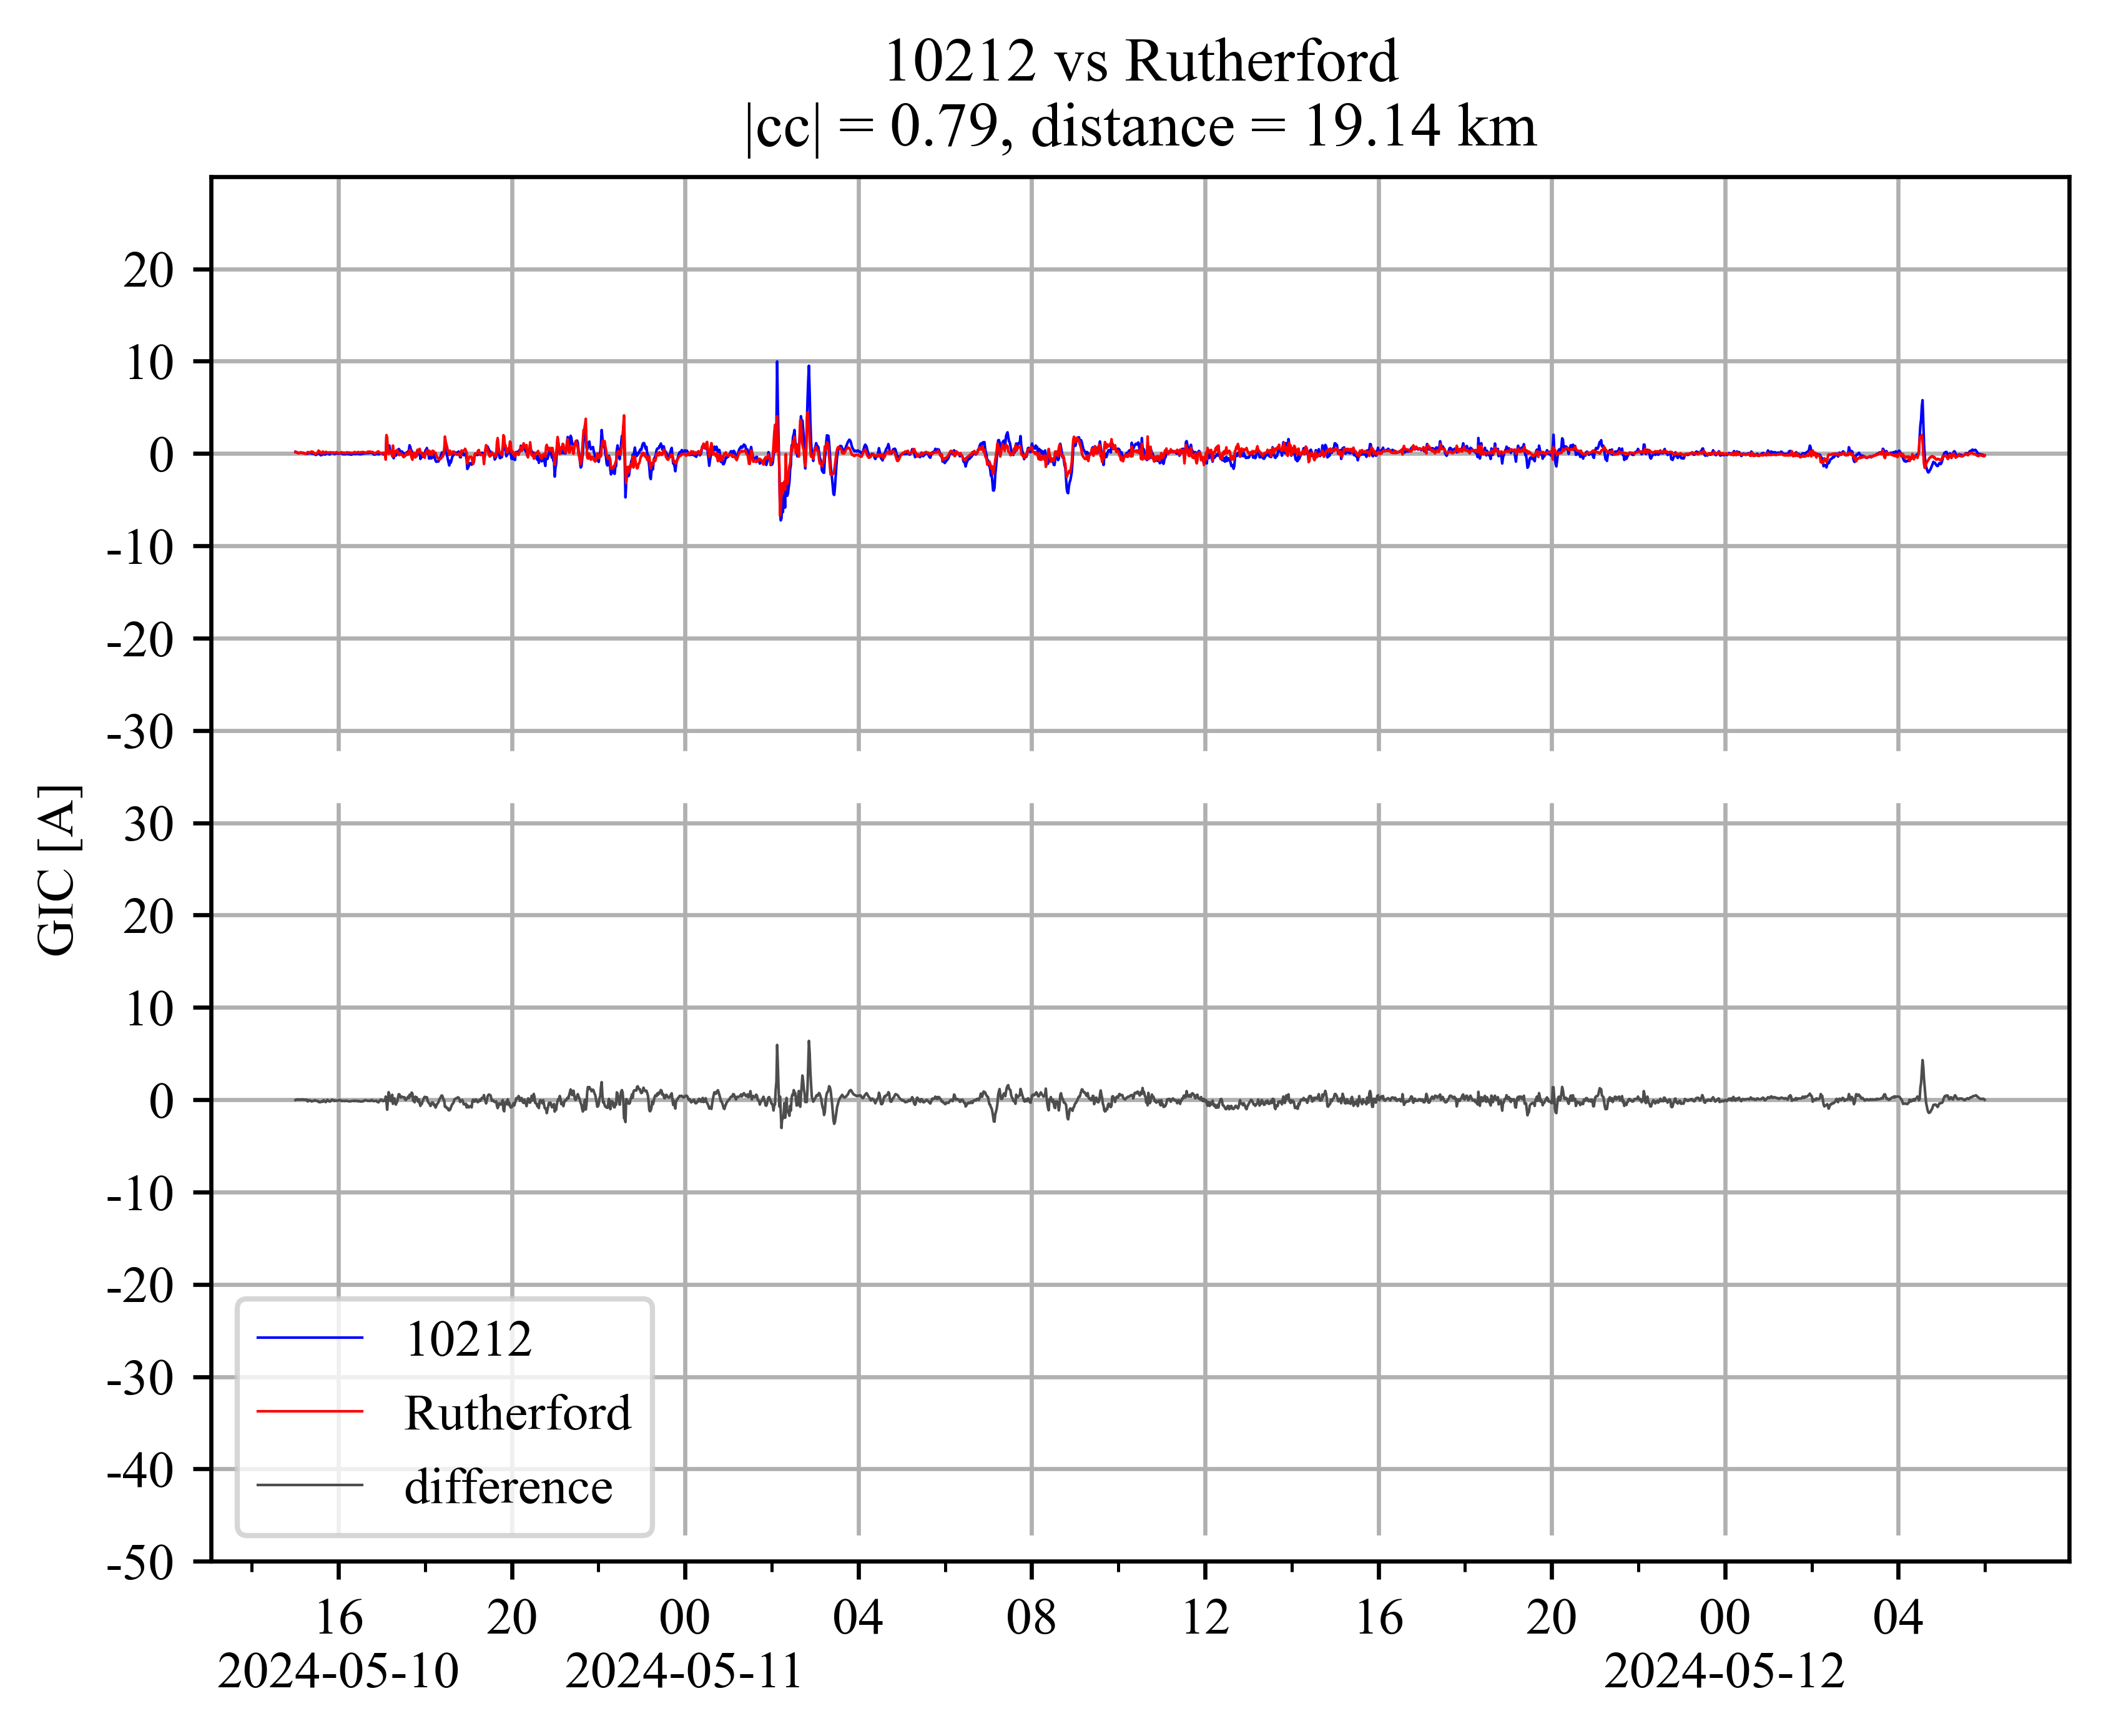 10212 vs Rutherford
|cc| = 0.79, distance = 19.14 km
20
10
0
-10
-20
-30
30
20
10
0
-10
-20
-30
-40
-50
GIC [A]
10212
Rutherford
difference
16 20 00 04 08 12 16 20 00 04
2024-05-10 2024-05-11 2024-05-12